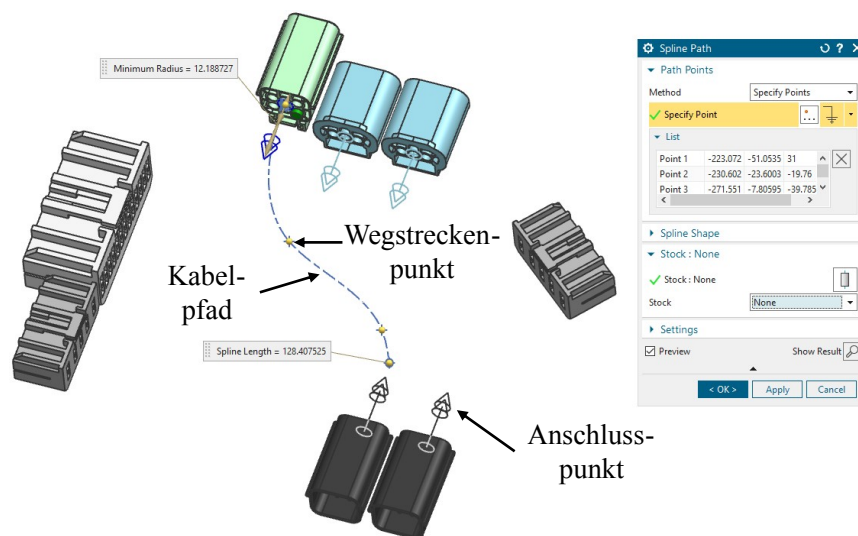 Minimum Radius = 12.188727
Wegstrecken-
punkt
Kabel-
pfad
Spline Length = 128.407525
Anschluss-
punkt
Spline Path
Path Points
Method
Specify Points
Specify Point
List
Point 1 -223.072 -51.0535 31
Point 2 -230.602 -23.6003 -19.76
Point 3 -271.551 -7.80595 -39.785
Spline Shape
Stock : None
Stock : None
Stock
None
Settings
Preview
Show Result
< OK >
Apply
Cancel